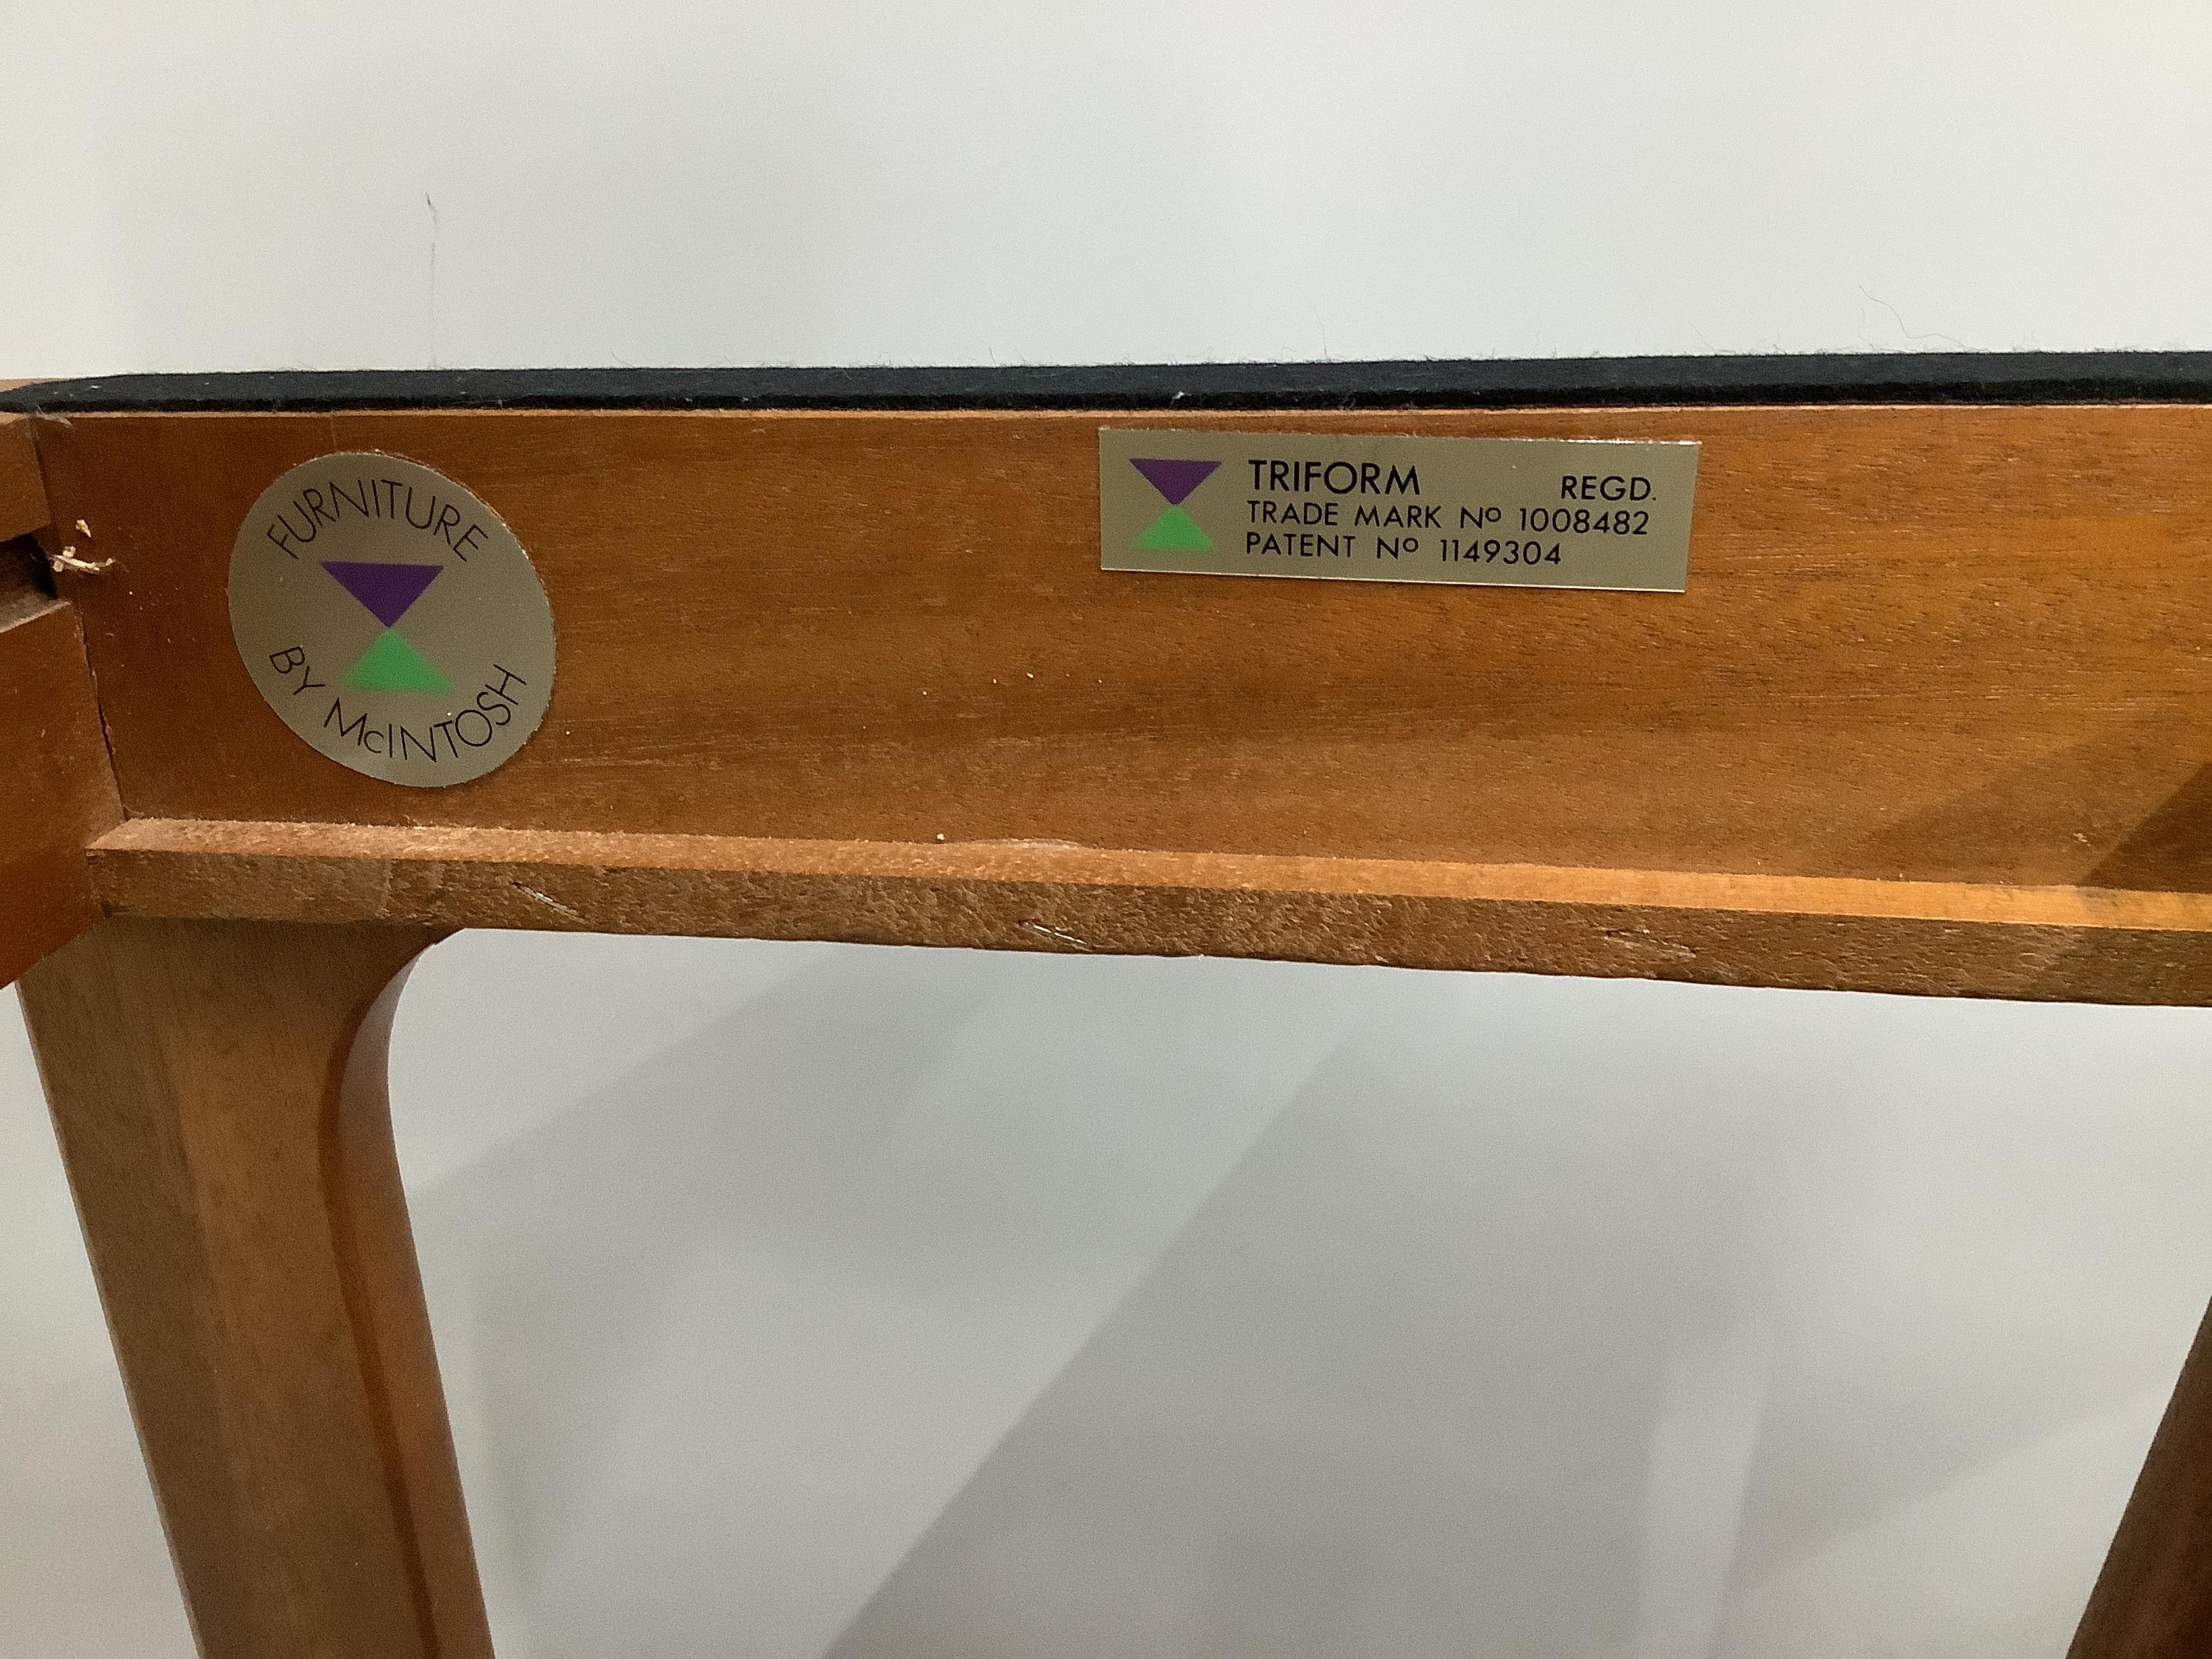 FURNITURE
BY McINTOSH
TRIFORM REGD.
TRADE MARK Nº 1008482
PATENT Nº 1149304